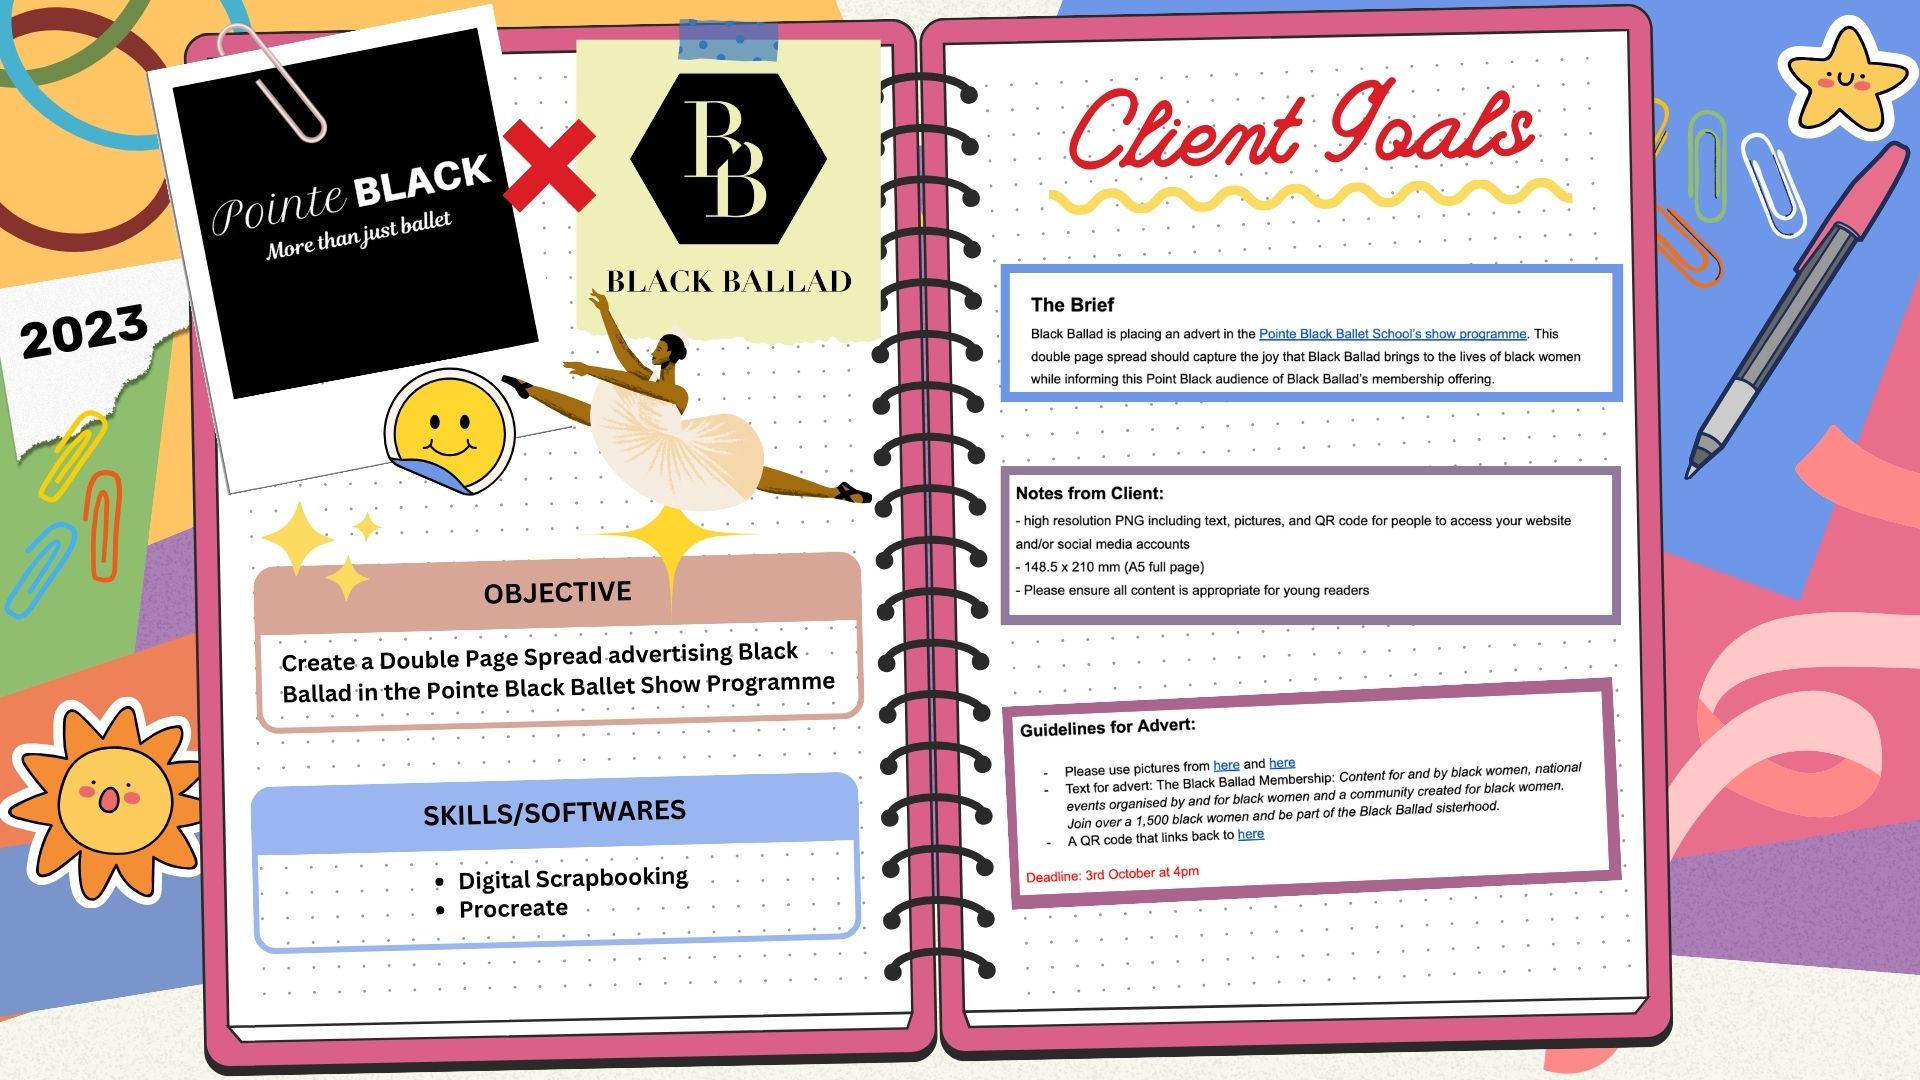 Pointe BLACK
More than just ballet
BB
BLACK BALLAD
2023
OBJECTIVE
Create a Double Page Spread advertising Black
Ballad in the Pointe Black Ballet Show Programme
SKILLS/SOFTWARES
• Digital Scrapbooking
• Procreate
Client Goals
The Brief
Black Ballad is placing an advert in the Pointe Black Ballet School's show programme. This
double page spread should capture the joy that Black Ballad brings to the lives of black women
while informing this Point Black audience of Black Ballad's membership offering.
Notes from Client:
- high resolution PNG including text, pictures, and QR code for people to access your website
and/or social media accounts
- 148.5 x 210 mm (A5 full page)
- Please ensure all content is appropriate for young readers
Guidelines for Advert:
- Please use pictures from here and here
- Text for advert: The Black Ballad Membership: Content for and by black women, national
events organised by and for black women and a community created for black women.
Join over a 1,500 black women and be part of the Black Ballad sisterhood.
- A QR code that links back to here
Deadline: 3rd October at 4pm